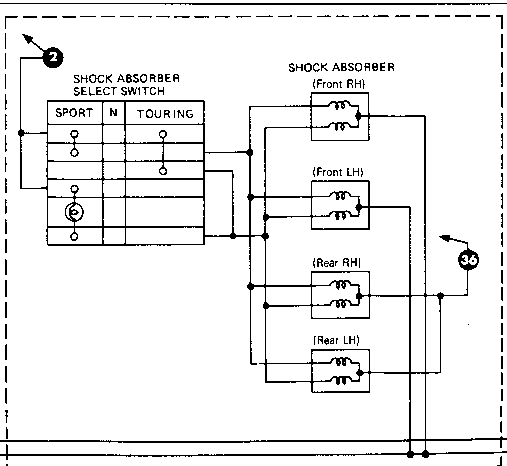 2
SHOCK ABSORBER
SELECT SWITCH
SPORT N TOURING
SHOCK ABSORBER
(Front RH)
(Front LH)
36
(Rear RH)
(Rear LH)